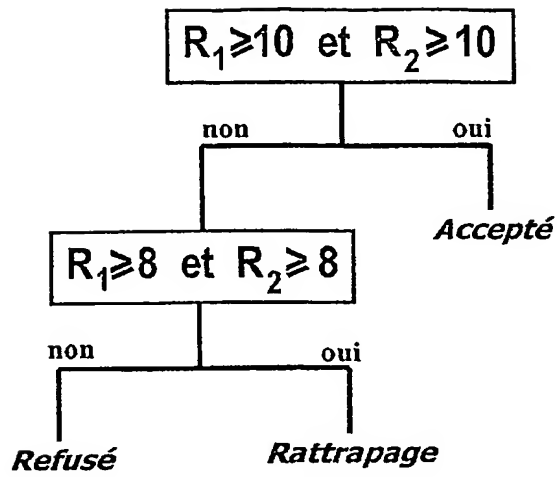 R₁⩾10 et R₂⩾10
non oui
Accepté
R₁⩾8 et R₂⩾8
non oui
Refusé Rattrapage